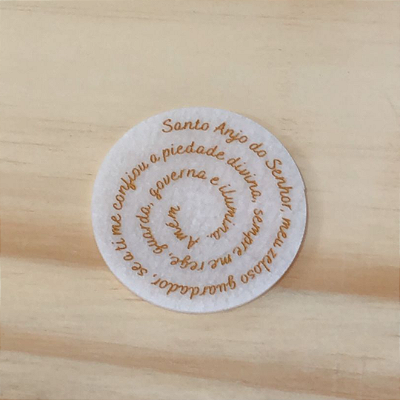 Santo Anjo do Senhor, meu zeloso guardador, se a ti me confiou a piedade divina, sempre me rege, guarda, governa e ilumina. Amém